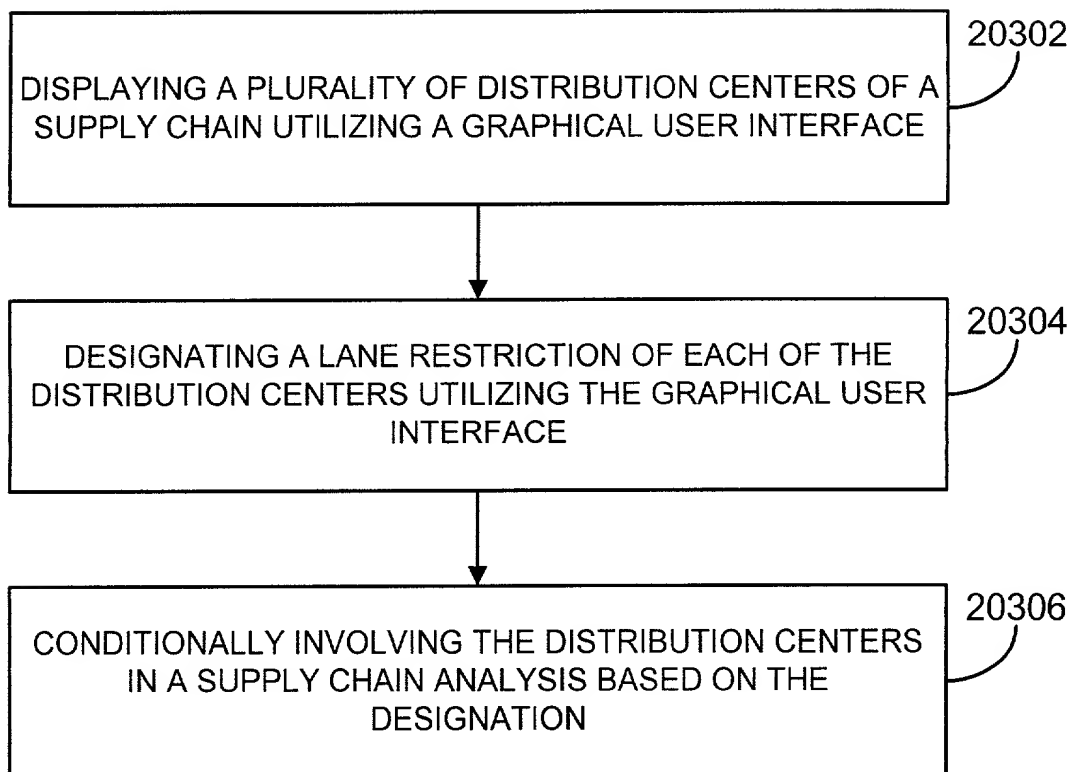 20302
DISPLAYING A PLURALITY OF DISTRIBUTION CENTERS OF A
SUPPLY CHAIN UTILIZING A GRAPHICAL USER INTERFACE
20304
DESIGNATING A LANE RESTRICTION OF EACH OF THE
DISTRIBUTION CENTERS UTILIZING THE GRAPHICAL USER
INTERFACE
20306
CONDITIONALLY INVOLVING THE DISTRIBUTION CENTERS
IN A SUPPLY CHAIN ANALYSIS BASED ON THE
DESIGNATION